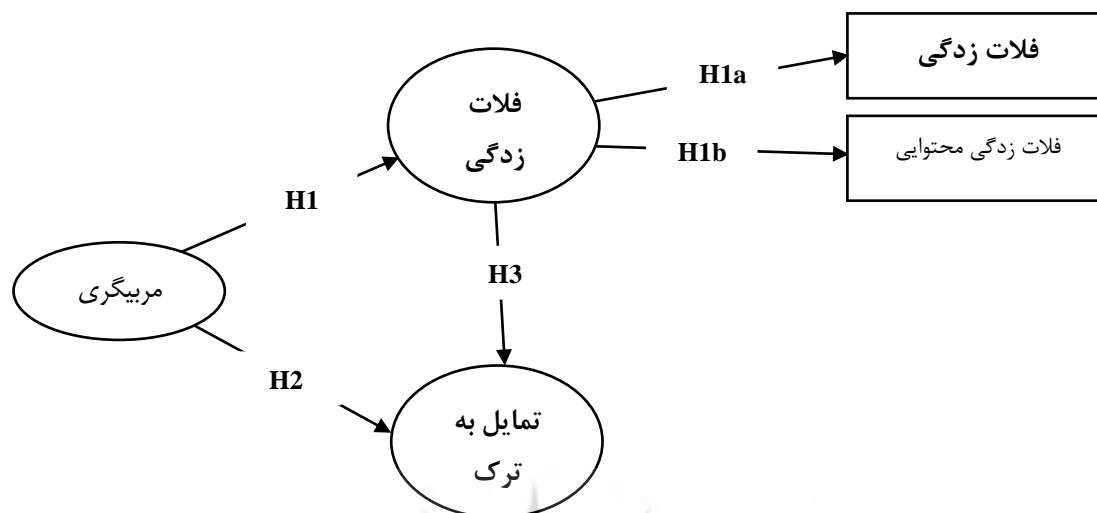 فلات زدگی
H1a
فلات
زدگی
H1b
فلات زدگی محتوایی
H1
H3
مربیگری
H2
تمایل به
ترک